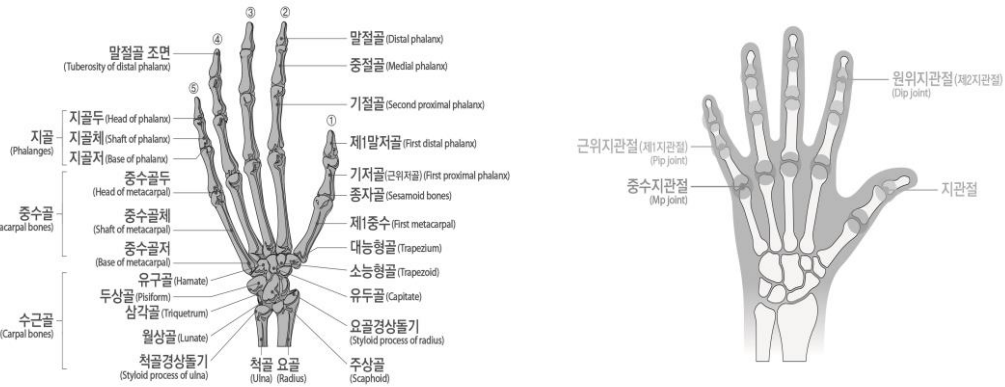 ③
②
④
말절골 조면
(Tuberosity of distal phalanx)
⑤
지골
(Phalanges)
지골두(Head of phalanx)
지골체(Shaft of phalanx)
지골저(Base of phalanx)
중수골
acarpal bones)
중수골두
(Head of metacarpal)
중수골체
(Shaft of metacarpal)
중수골저
(Base of metacarpal)
수근골
(Carpal bones)
유구골(Hamate)
두상골(Pisiform)
삼각골(Triquetrum)
월상골(Lunate)
척골경상돌기
(Styloid process of ulna)
척골
(Ulna)
요골
(Radius)
말절골(Distal phalanx)
중절골(Medial phalanx)
기절골(Second proximal phalanx)
①
제1말저골(First distal phalanx)
기저골(근위저골)(First proximal phalanx)
종자골(Sesamoid bones)
제1중수(First metacarpal)
대능형골(Trapezium)
소능형골(Trapezoid)
유두골(Capitate)
요골경상돌기
(Styloid process of radius)
주상골
(Scaphoid)
원위지관절(제2지관절)
(Dip joint)
근위지관절(제1지관절)
(Pip joint)
중수지관절
(Mp joint)
지관절